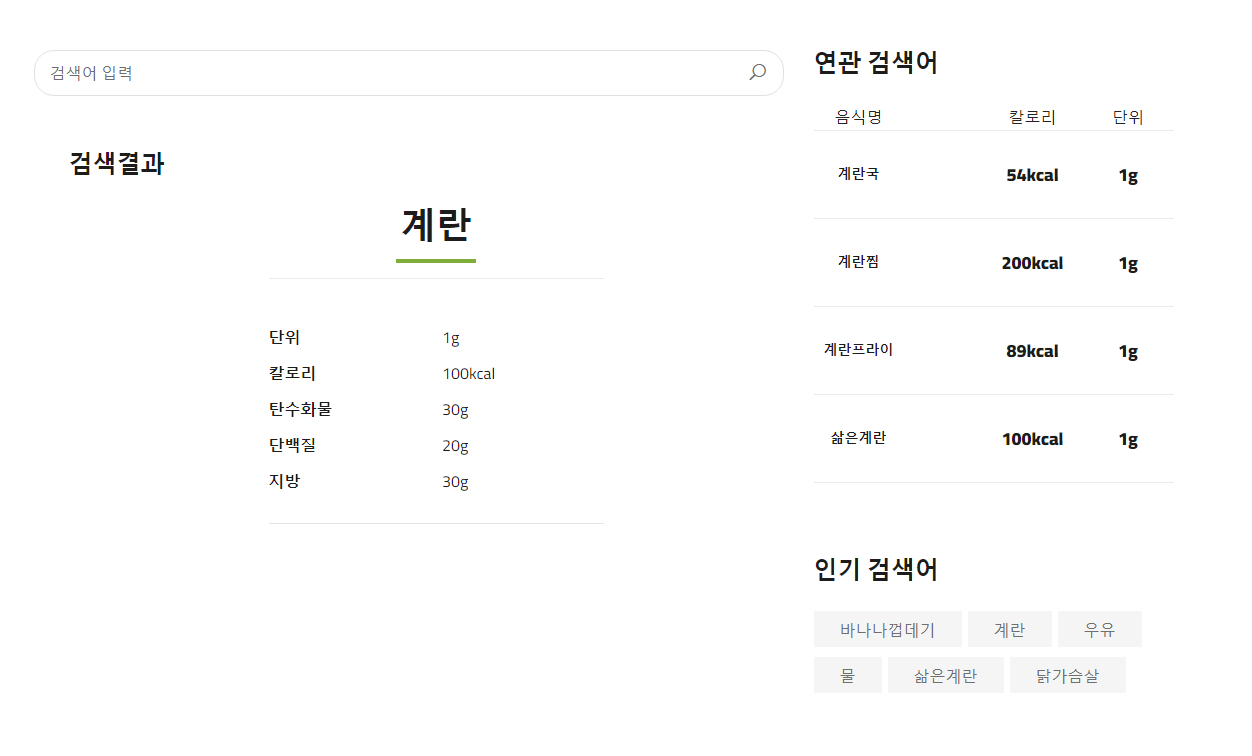 검색어 입력
검색결과
계란
단위 1g
칼로리 100kcal
탄수화물 30g
단백질 20g
지방 30g
연관 검색어
음식명 칼로리 단위
계란국 54kcal 1g
계란찜 200kcal 1g
계란프라이 89kcal 1g
삶은계란 100kcal 1g
인기 검색어
바나나껍데기 계란 우유
물 삶은계란 닭가슴살